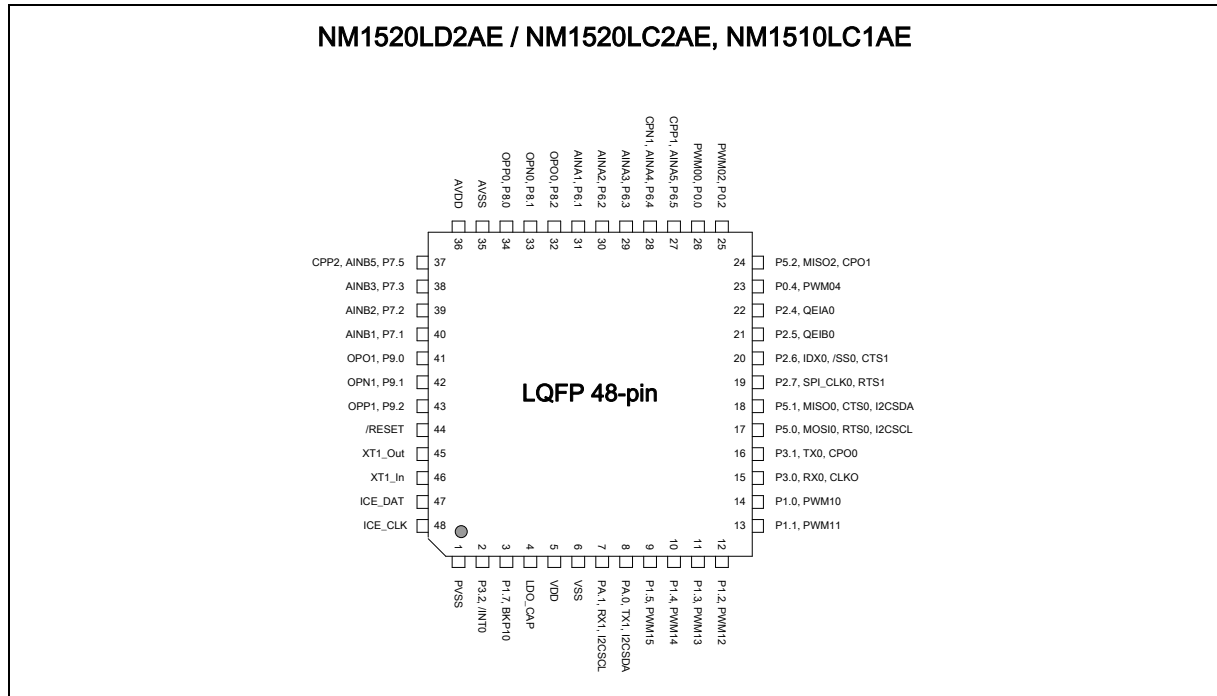 NM1520LD2AE / NM1520LC2AE, NM1510LC1AE
AVDD
AVSS
OPP0, P8.0
OPN0, P8.1
OPO0, P8.2
AINA1, P6.1
AINA2, P6.2
AINA3, P6.3
CPN1, AINA4, P6.4
CPP1, AINA5, P6.5
PWM00, P0.0
PWM02, P0.2
36
35
34
33
32
31
30
29
28
27
26
25
CPP2, AINB5, P7.5 37
AINB3, P7.3 38
AINB2, P7.2 39
AINB1, P7.1 40
OPO1, P9.0 41
OPN1, P9.1 42
OPP1, P9.2 43
/RESET 44
XT1_Out 45
XT1_In 46
ICE_DAT 47
ICE_CLK 48
LQFP 48-pin
24 P5.2, MISO2, CPO1
23 P0.4, PWM04
22 P2.4, QEIA0
21 P2.5, QEIB0
20 P2.6, IDX0, /SS0, CTS1
19 P2.7, SPI_CLK0, RTS1
18 P5.1, MISO0, CTS0, I2CSDA
17 P5.0, MOSI0, RTS0, I2CSCL
16 P3.1, TX0, CPO0
15 P3.0, RX0, CLKO
14 P1.0, PWM10
13 P1.1, PWM11
1
2
3
4
5
6
7
8
9
10
11
12
PVSS
P3.2, /INT0
P1.7, BKP10
LDO_CAP
VDD
VSS
PA.1, RX1, I2CSCL
PA.0, TX1, I2CSDA
P1.5, PWM15
P1.4, PWM14
P1.3, PWM13
P1.2, PWM12